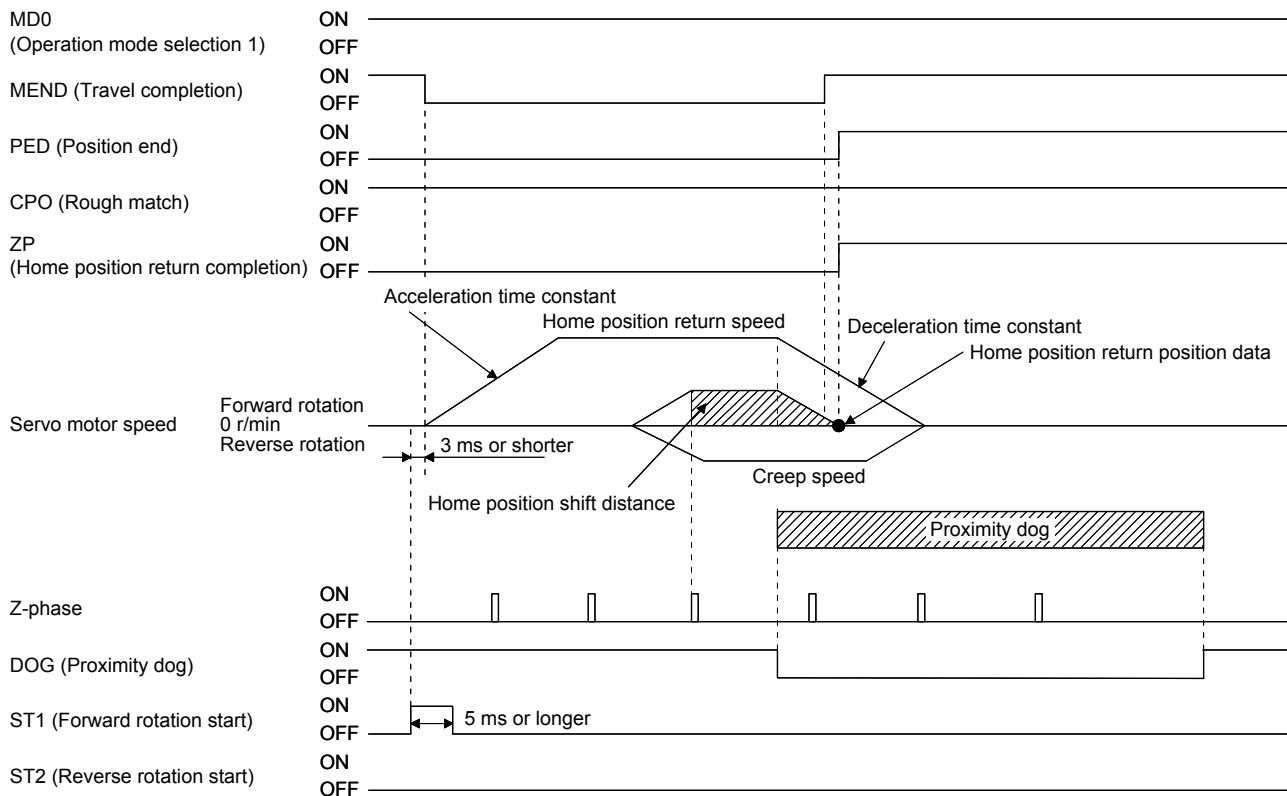 MD0 ON
(Operation mode selection 1) OFF
MEND (Travel completion) ON
OFF
PED (Position end) ON
OFF
CPO (Rough match) ON
OFF
ZP ON
(Home position return completion) OFF
Acceleration time constant
Home position return speed
Deceleration time constant
Home position return position data
Servo motor speed
Forward rotation
0 r/min
Reverse rotation
3 ms or shorter
Creep speed
Home position shift distance
Proximity dog
Z-phase ON
OFF
DOG (Proximity dog) ON
OFF
ST1 (Forward rotation start) ON
OFF
5 ms or longer
ST2 (Reverse rotation start) ON
OFF